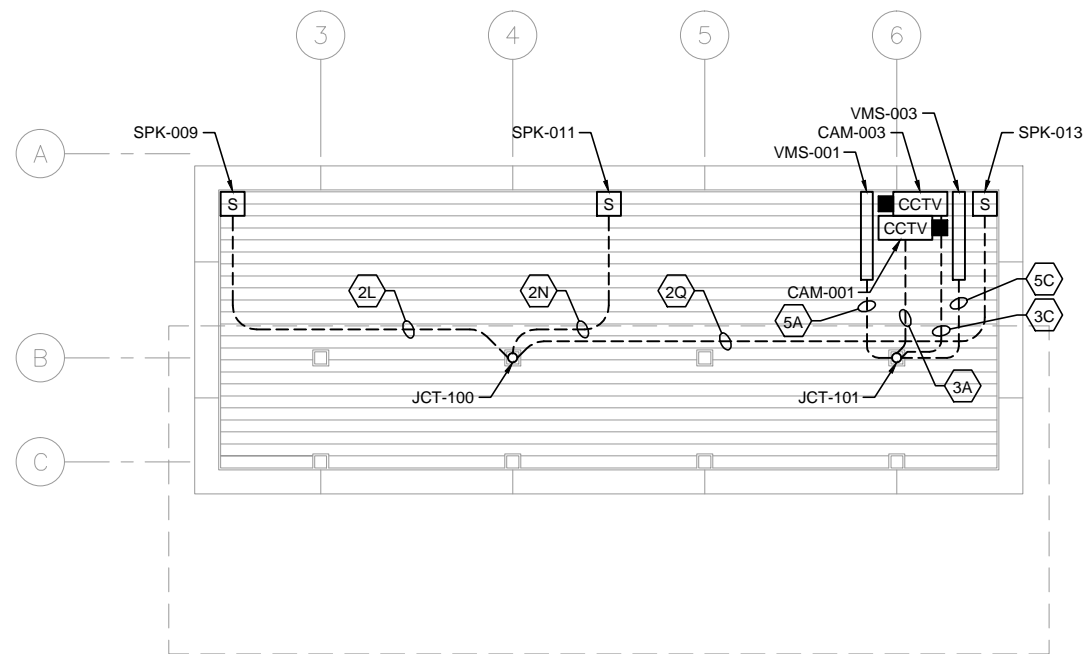 3
4
5
6
VMS-003
A
SPK-009
SPK-011
CAM-003
SPK-013
VMS-001
S
S
CCTV
S
CCTV
2L
2N
2Q
CAM-001
5C
5A
3C
B
JCT-100
JCT-101
3A
C